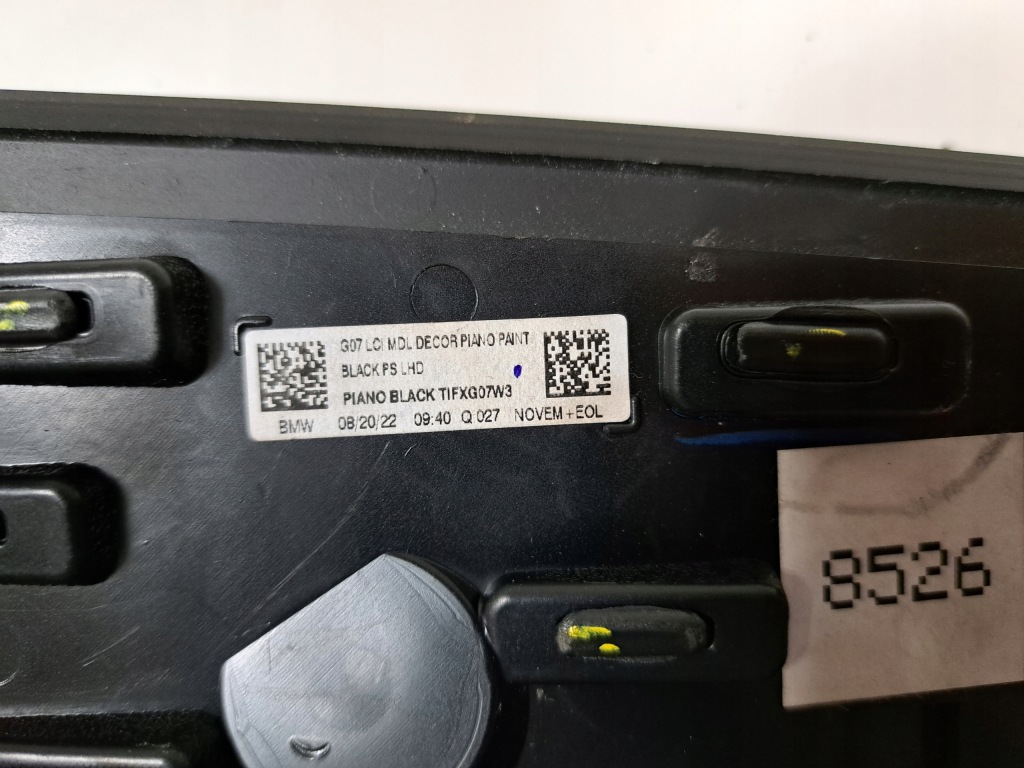 G07 LCI MDL DECOR PIANO PAINT
BLACK PS LHD
PIANO BLACK TIFXG07W3
BMW 08/20/22 09:40 Q 027 NOVEM+EOL
8526